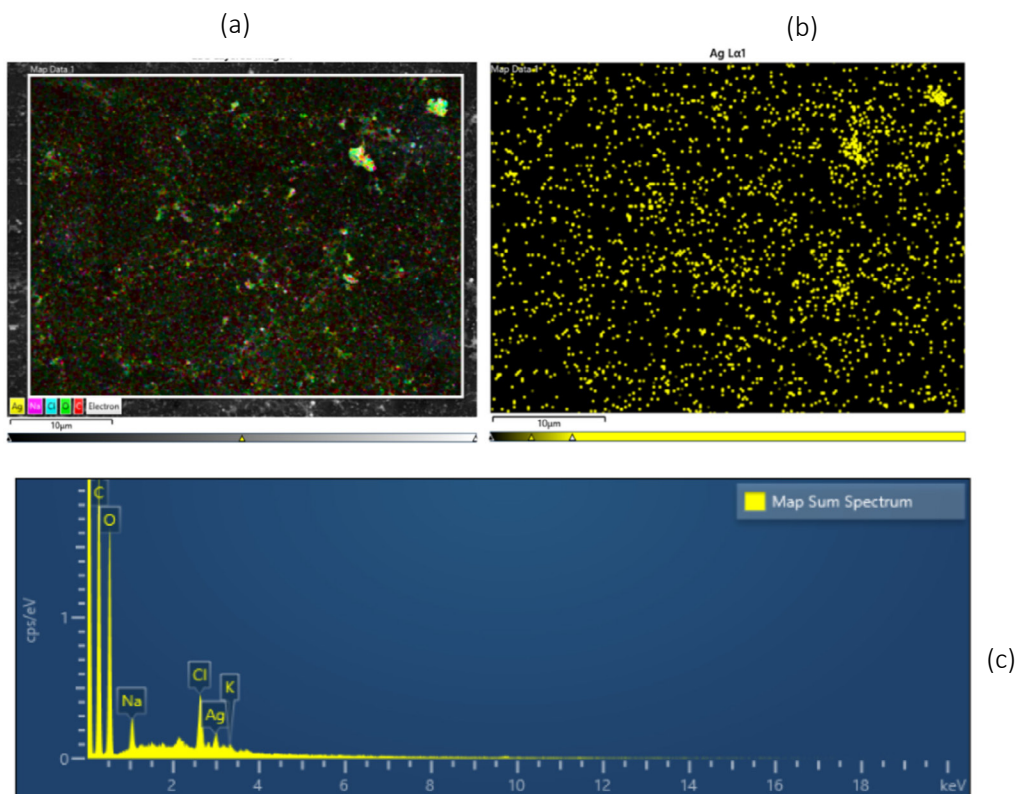 (a)
(b)
Ag Lα1
Map Data 1
Map Data 1
Ag Na Cl O C Electron
10µm
10µm
Map Sum Spectrum
C
O
cps/eV
1
Cl
K
Na
Ag
(c)
0
2 4 6 8 10 12 14 16 18 keV